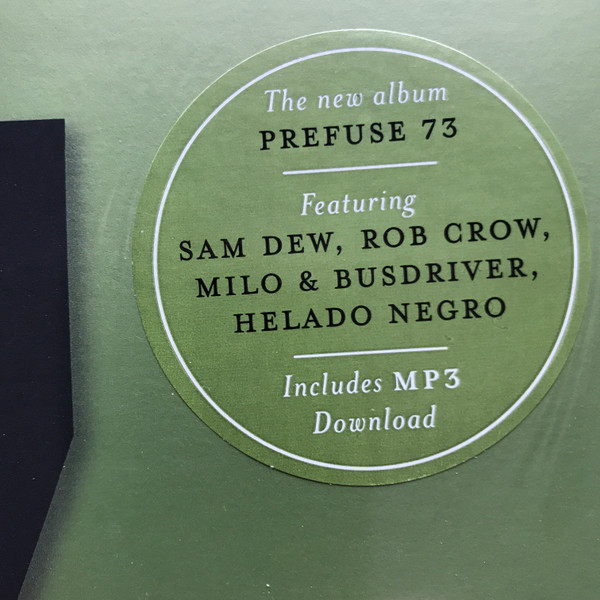 The new album
PREFUSE 73
Featuring
SAM DEW, ROB CROW,
MILO & BUSDRIVER,
HELADO NEGRO
Includes MP3
Download